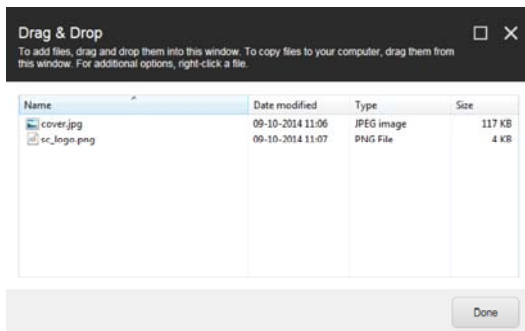 Drag & Drop
To add files, drag and drop them into this window. To copy files to your computer, drag them from
this window. For additional options, right-click a file.
Name Date modified Type Size
cover.jpg 09-10-2014 11:06 JPEG image 117 KB
sc_logo.png 09-10-2014 11:07 PNG File 4 KB
Done